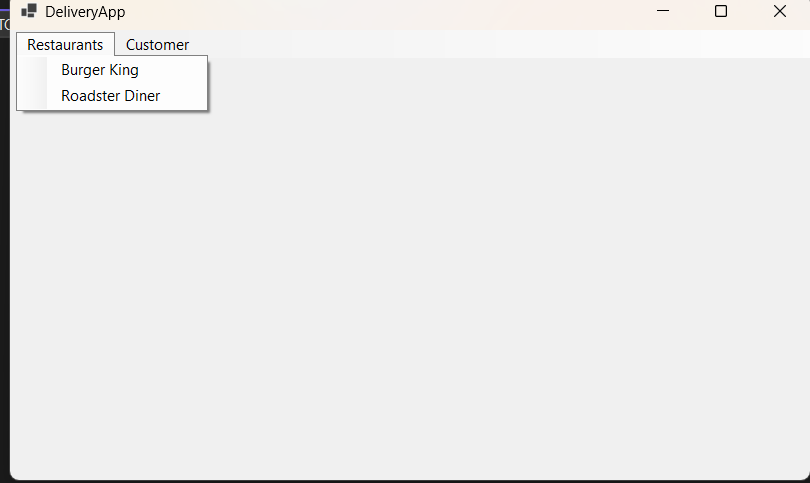 DeliveryApp
Restaurants Customer
Burger King
Roadster Diner